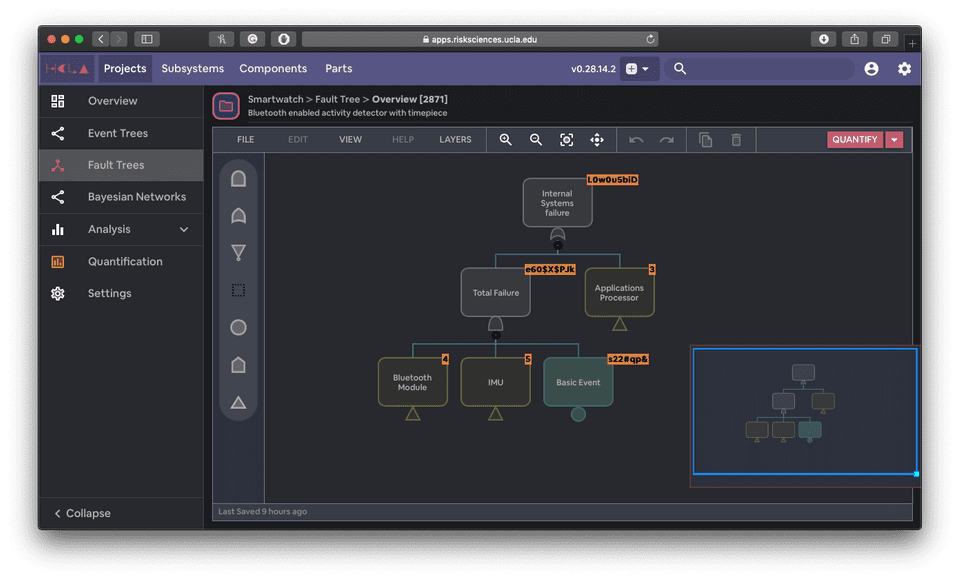 apps.risksciences.ucla.edu
HCLA
Projects
Subsystems
Components
Parts
v0.28.14.2
Overview
Event Trees
Fault Trees
Bayesian Networks
Analysis
Quantification
Settings
Collapse
Smartwatch > Fault Tree > Overview [2871]
Bluetooth enabled activity detector with timepiece
FILE
EDIT
VIEW
HELP
LAYERS
QUANTIFY
L0w0u5biD
Internal
Systems
failure
e60$X$PJk
Total Failure
3
Applications
Processor
4
Bluetooth
Module
5
IMU
s22#qp&
Basic Event
Last Saved 9 hours ago